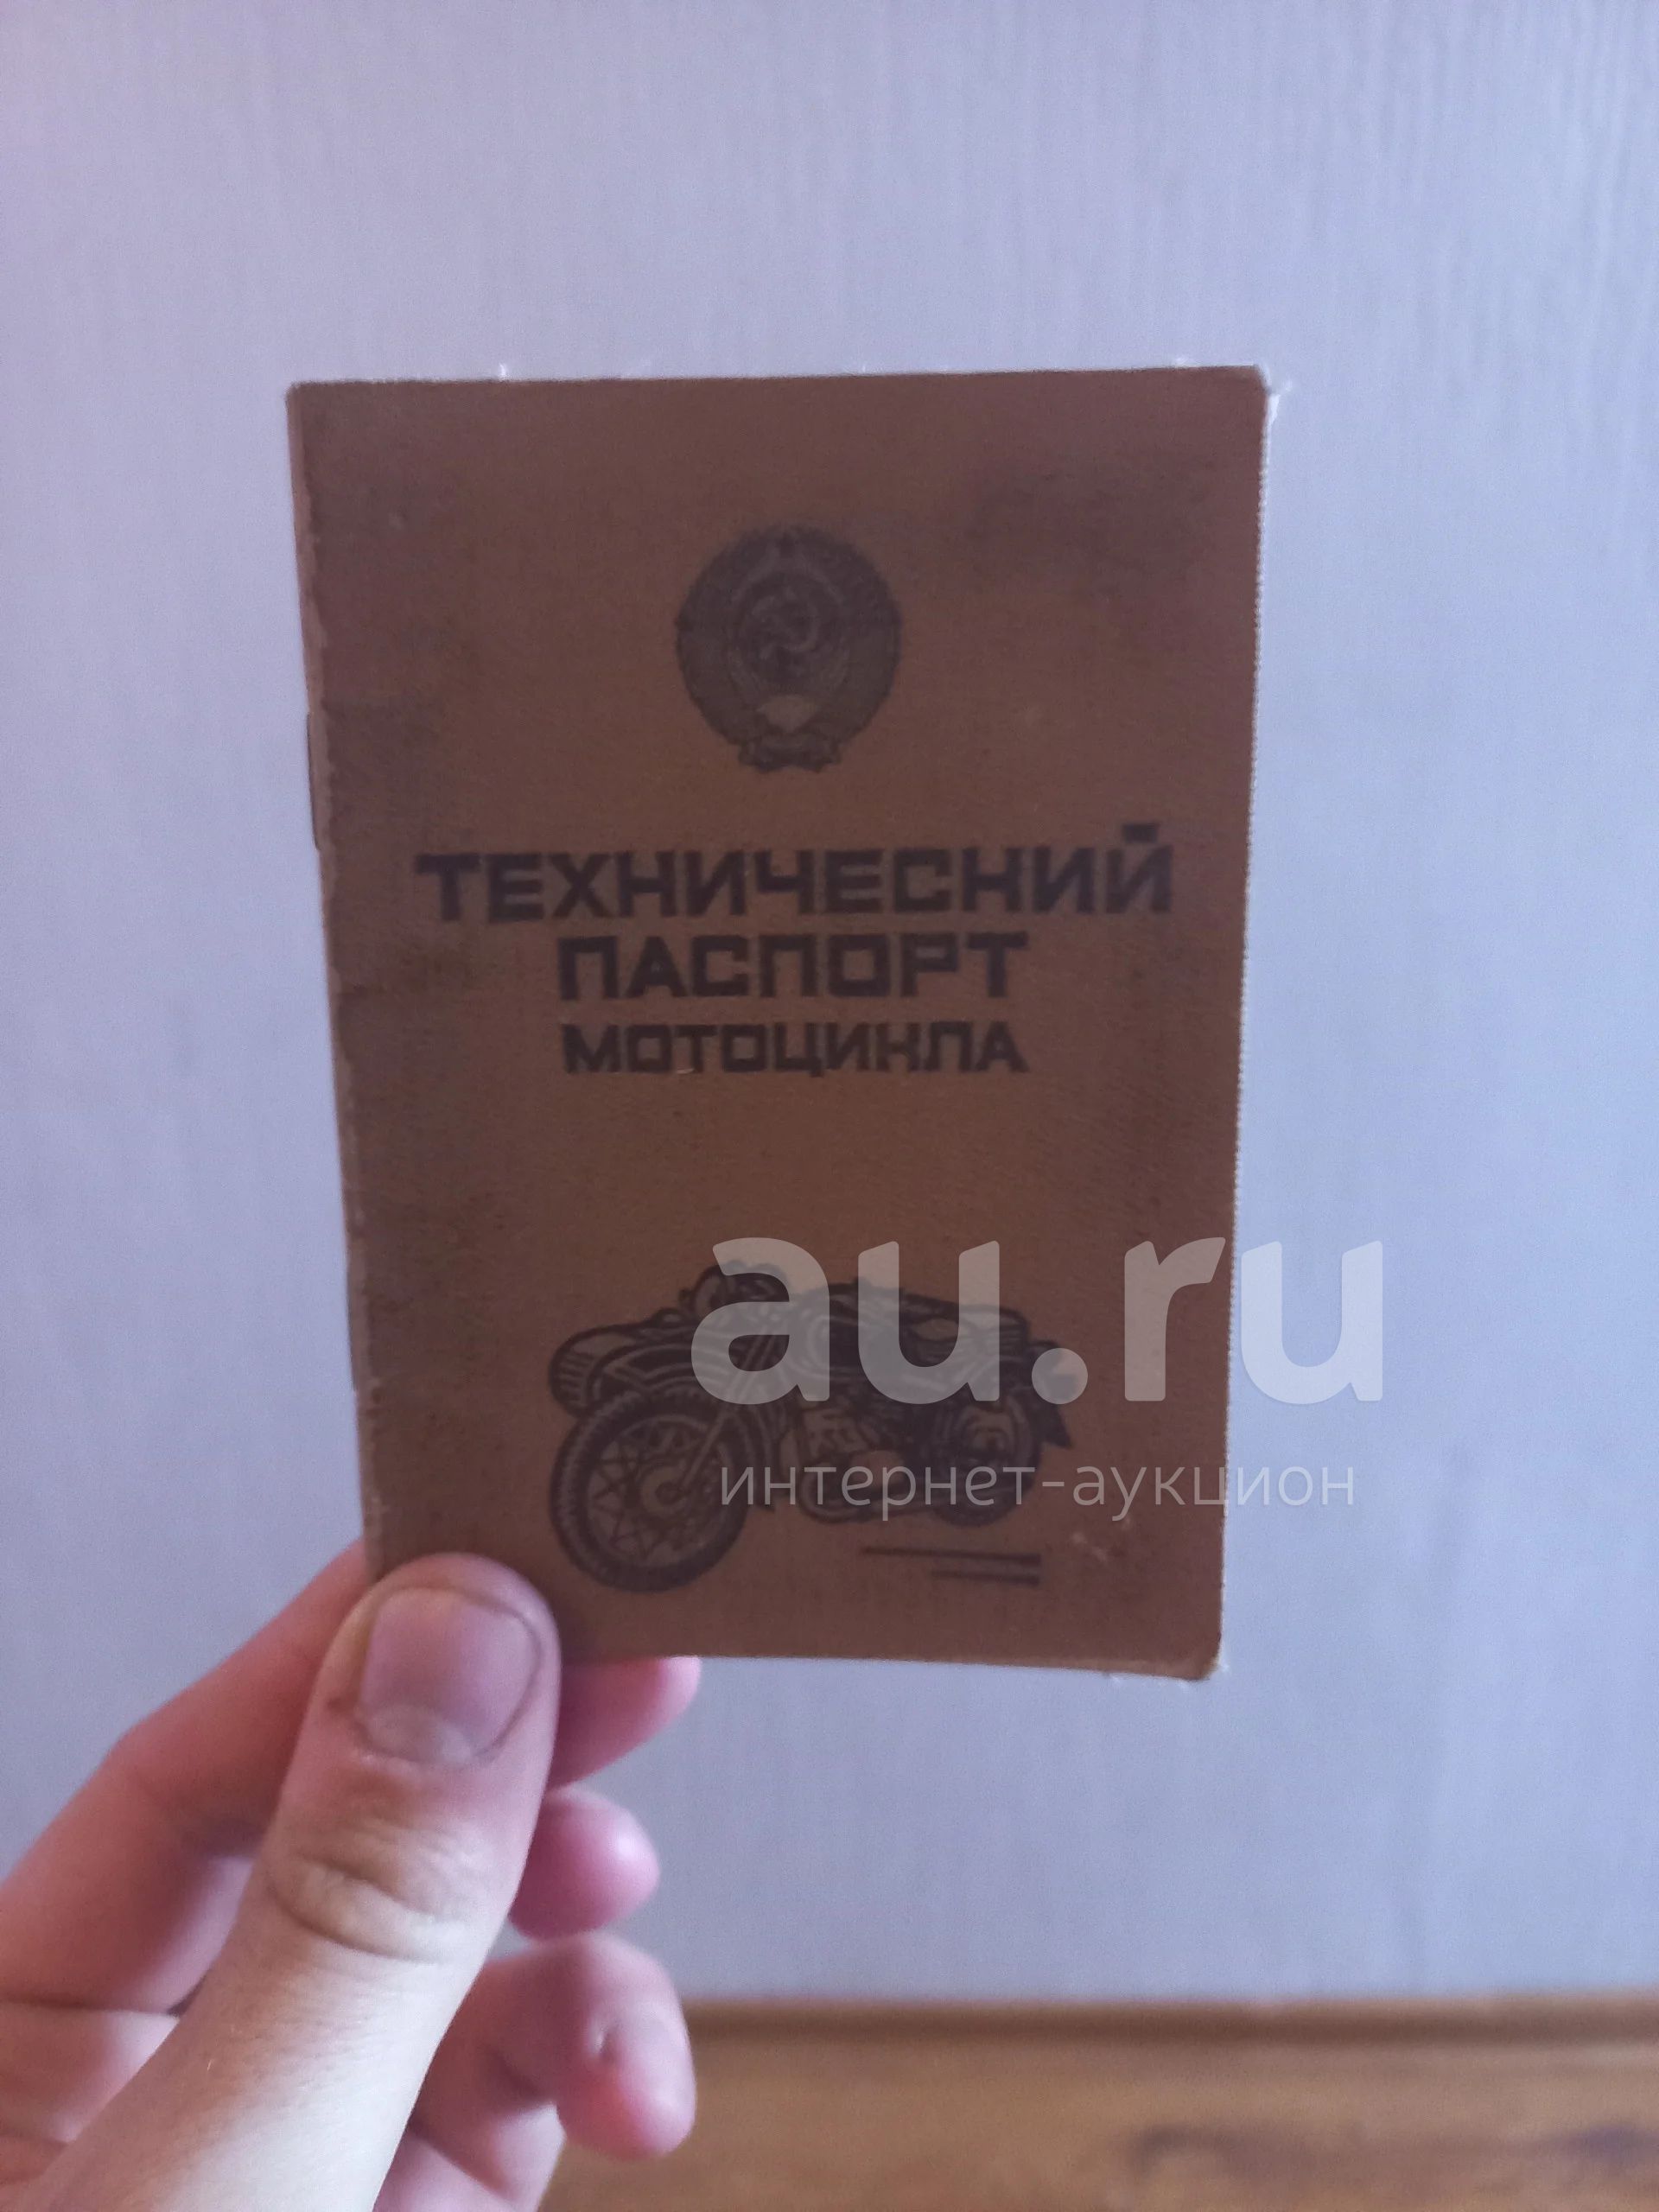 ТЕХНИЧЕСКИЙ
ПАСПОРТ
МОТОЦИКЛА
au.ru
интернет-аукцион